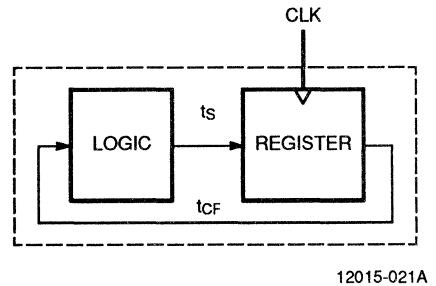 CLK
tS
LOGIC
REGISTER
tCF
12015-021A